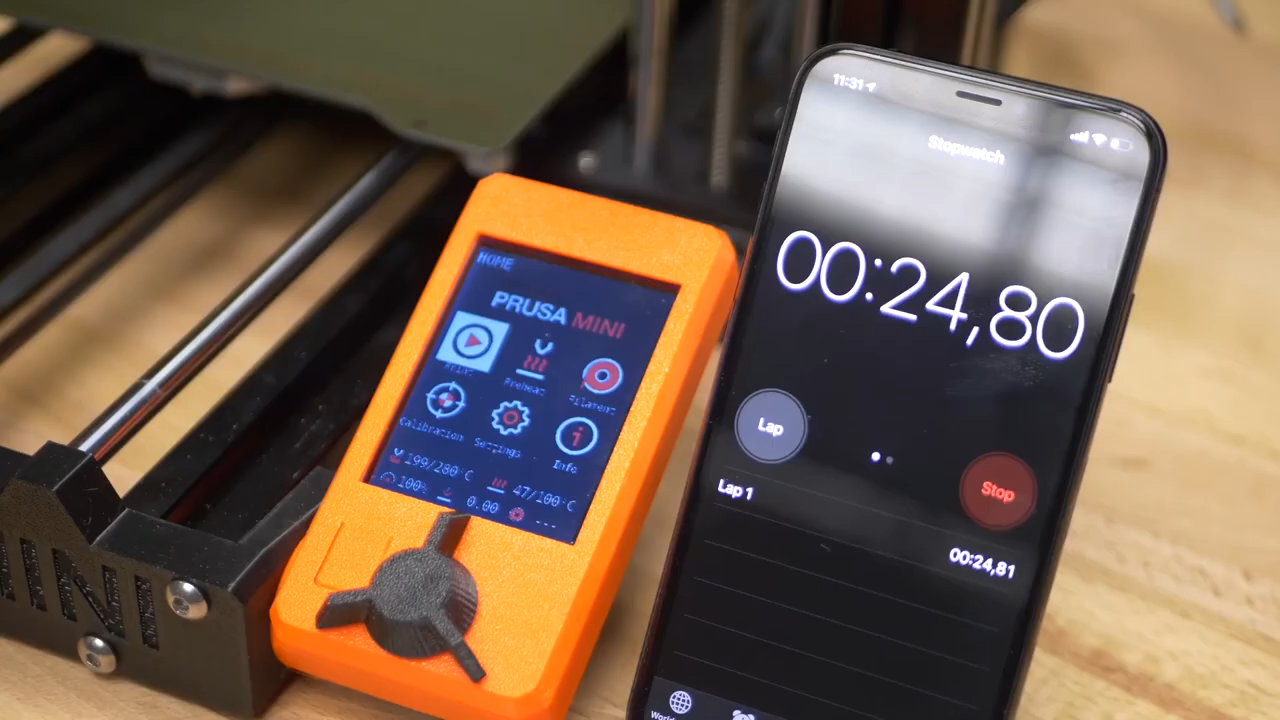 HOME
PRUSA MINI
Print
Preheat
Filament
Calibration
Settings
Info
199/280°C
47/100°C
100%
0.00
---
11:31
Stopwatch
00:24,80
Lap
Stop
Lap 1
00:24,81
World
MINI